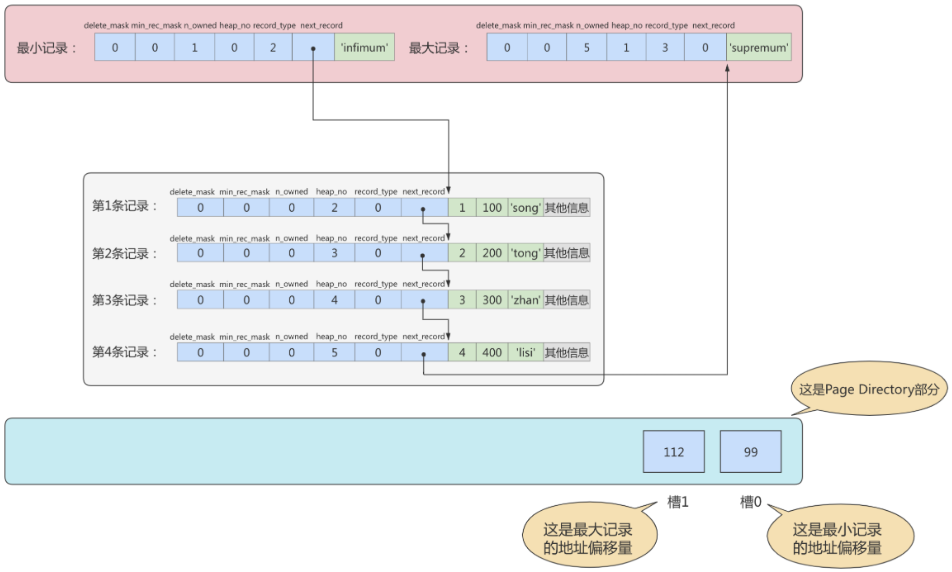 delete_mask min_rec_mask n_owned heap_no record_type next_record
delete_mask min_rec_mask n_owned heap_no record_type next_record
最小记录： 0 0 1 0 2 'infimum'
最大记录： 0 0 5 1 3 0 'supremum'
delete_mask min_rec_mask n_owned heap_no record_type next_record
第1条记录： 0 0 0 2 0 1 100 'song' 其他信息
delete_mask min_rec_mask n_owned heap_no record_type next_record
第2条记录： 0 0 0 3 0 2 200 'tong' 其他信息
delete_mask min_rec_mask n_owned heap_no record_type next_record
第3条记录： 0 0 0 4 0 3 300 'zhan' 其他信息
delete_mask min_rec_mask n_owned heap_no record_type next_record
第4条记录： 0 0 0 5 0 4 400 'lisi' 其他信息
这是Page Directory部分
112 99
槽1 槽0
这是最大记录
的地址偏移量
这是最小记录
的地址偏移量